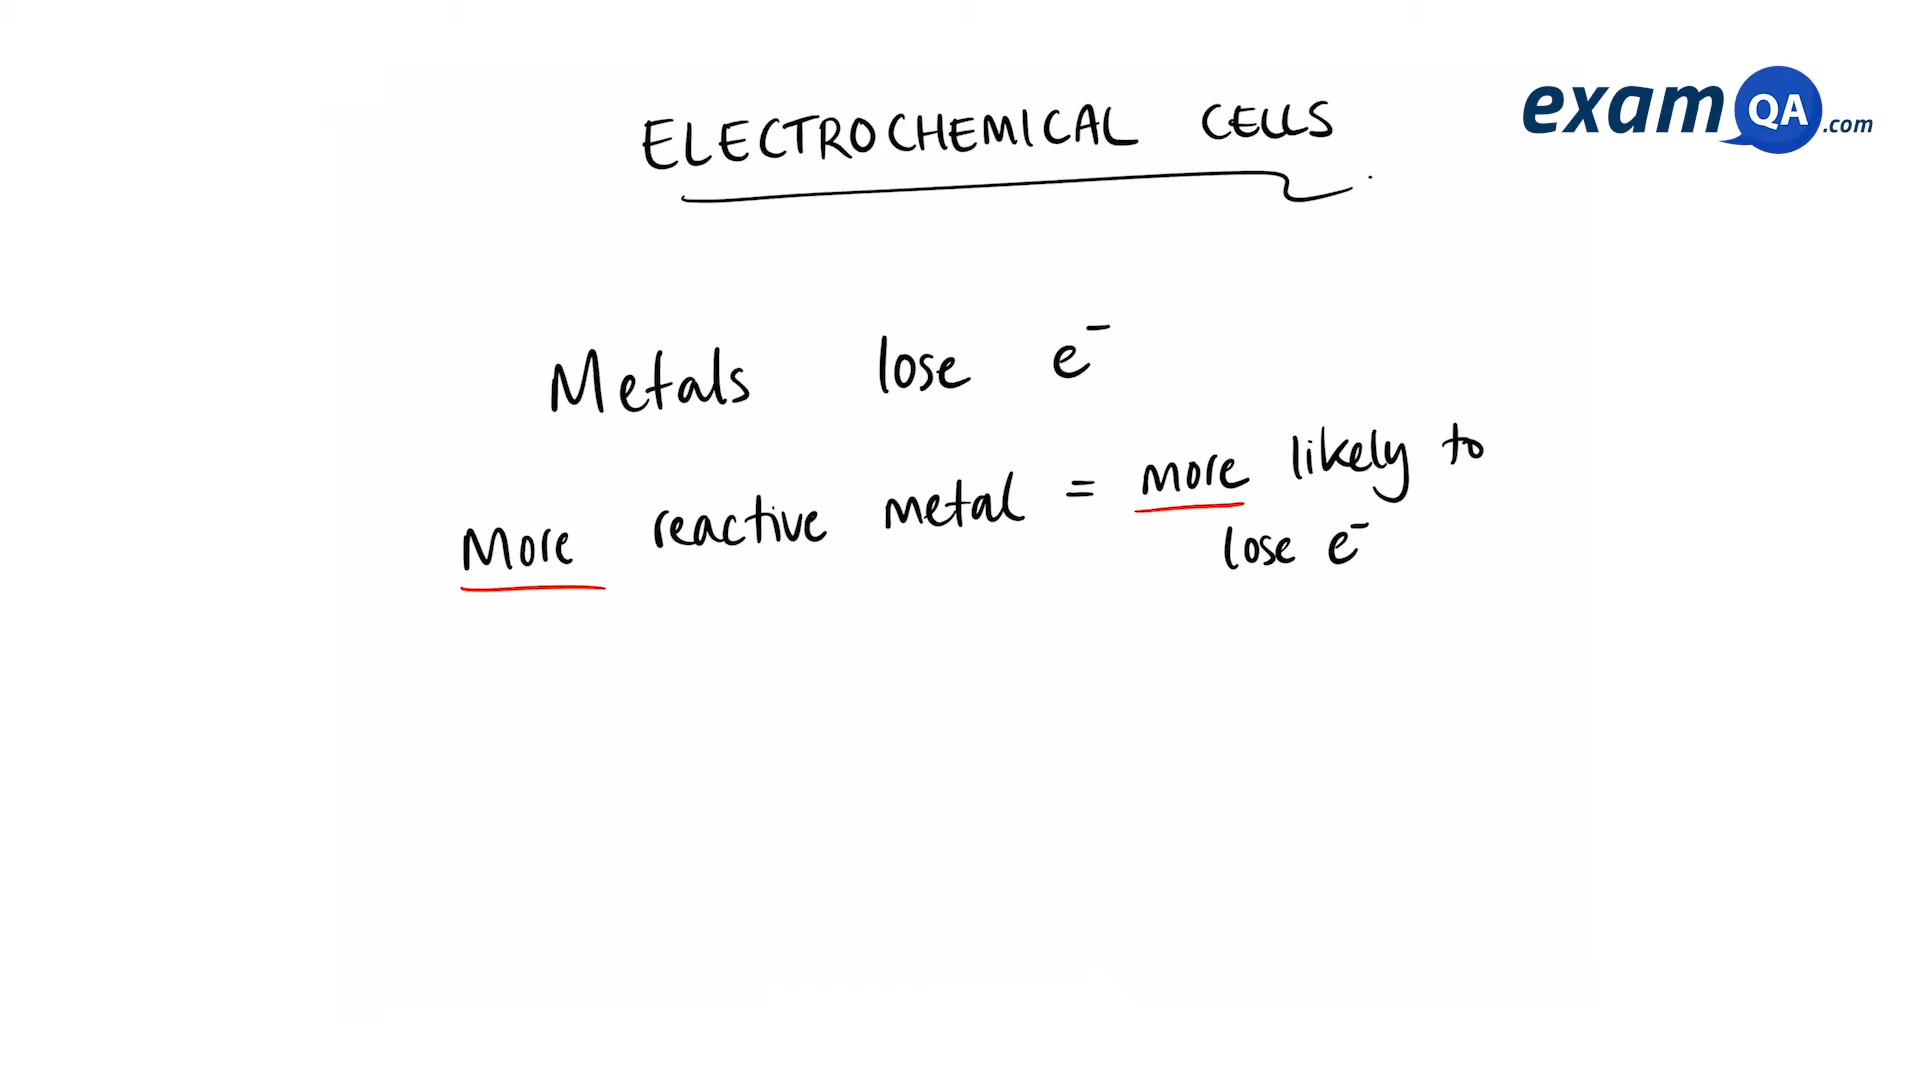 ELECTROCHEMICAL CELLS
examQA.com
Metals lose e⁻
More reactive metal = more likely to
lose e⁻